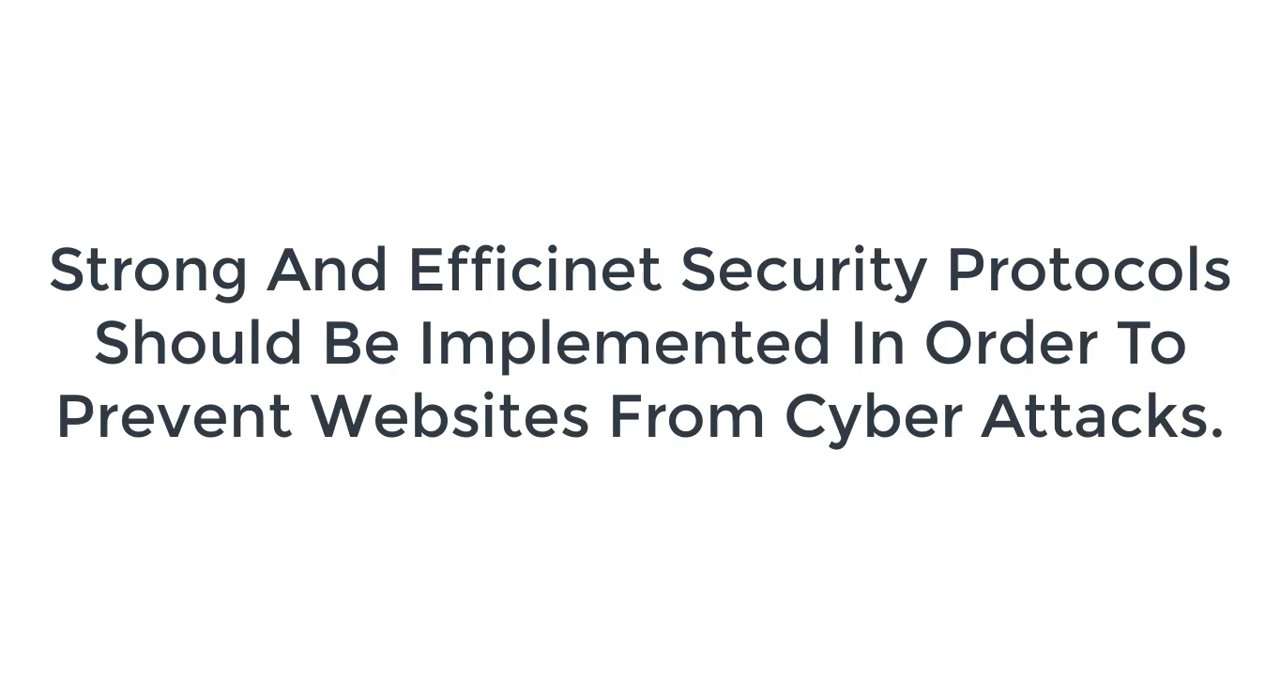 Strong And Efficinet Security Protocols
Should Be Implemented In Order To
Prevent Websites From Cyber Attacks.